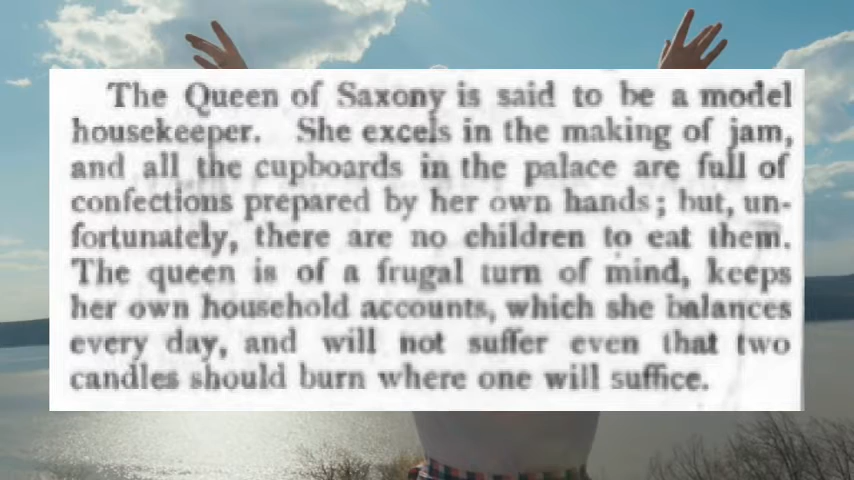 The Queen of Saxony is said to be a model
housekeeper. She excels in the making of jam,
and all the cupboards in the palace are full of
confections prepared by her own hands; but, un-
fortunately, there are no children to eat them.
The queen is of a frugal turn of mind, keeps
her own household accounts, which she balances
every day, and will not suffer even that two
candles should burn where one will suffice.